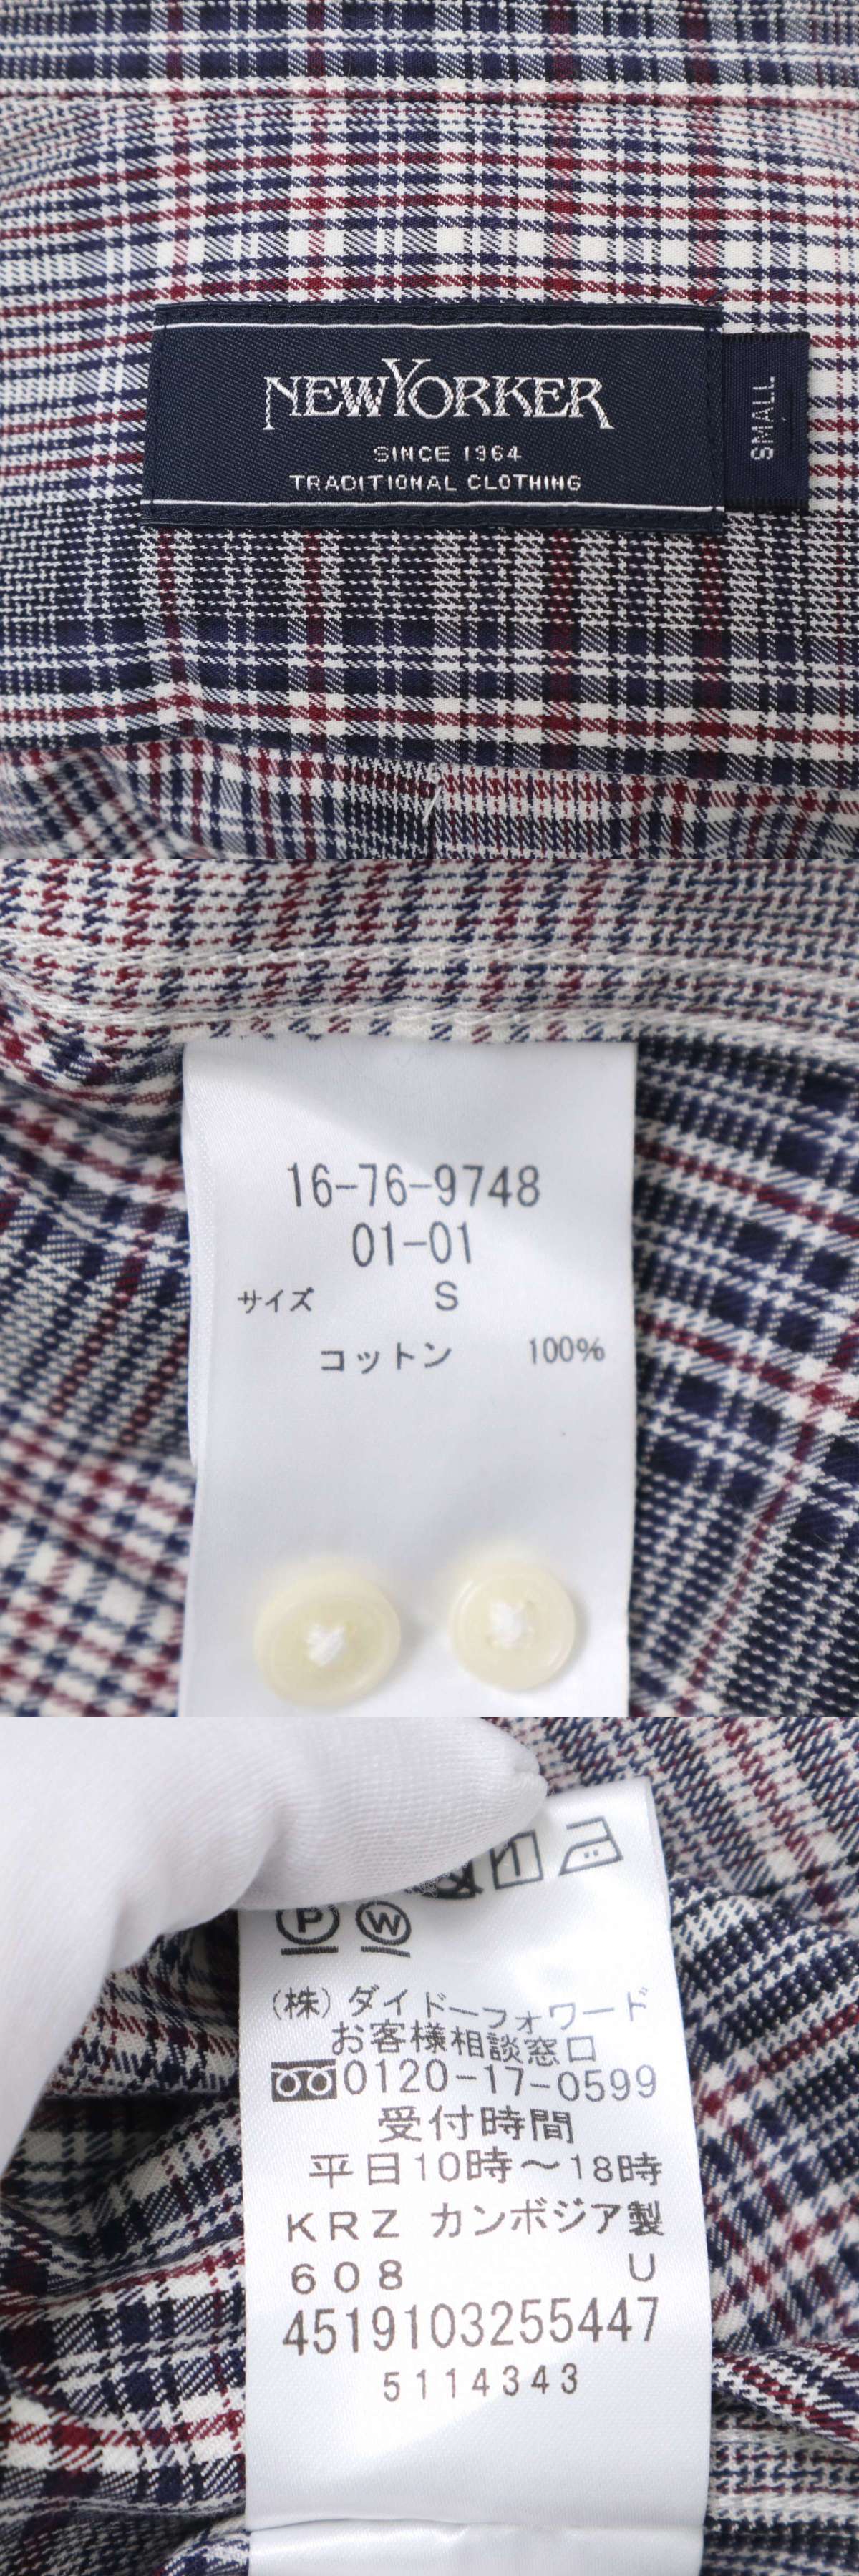 NEWYORKER
SINCE 1964
TRADITIONAL CLOTHING
SMALL
16-76-9748
01-01
サイズ S
コットン 100%
P W
(株)ダイドーフォワード
お客様相談窓口
0120-17-0599
受付時間
平日10時～18時
KRZ カンボジア製
608 U
4519103255447
5114343